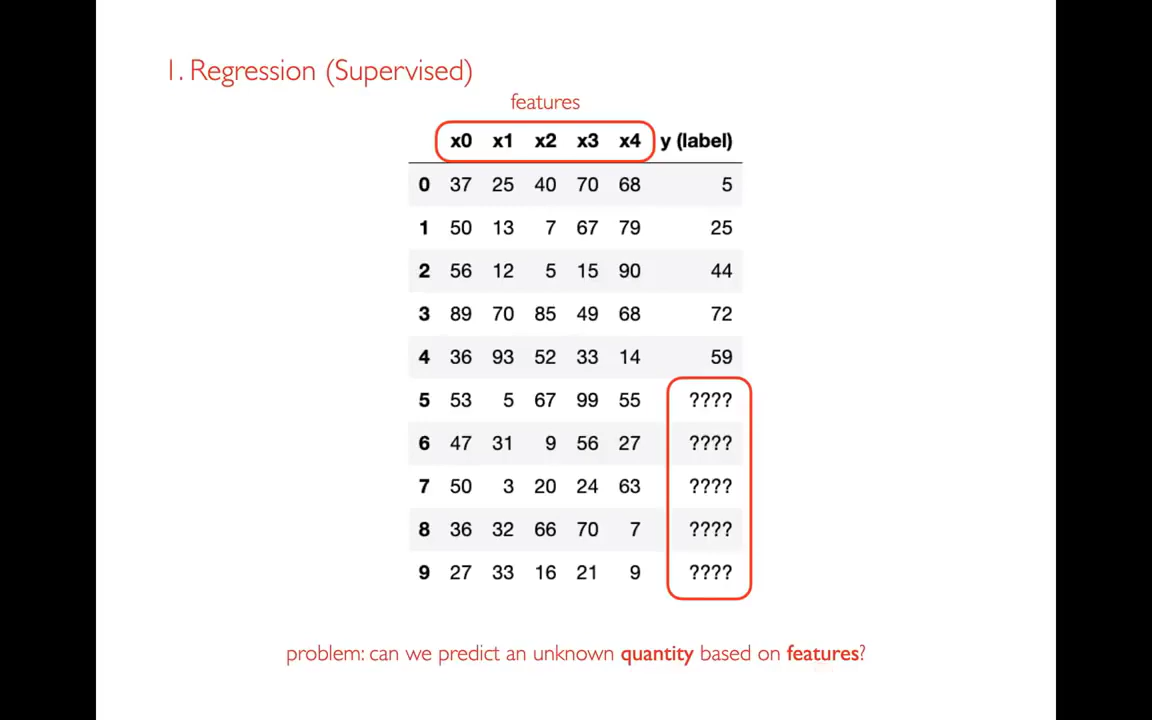 1. Regression (Supervised)
features
x0 x1 x2 x3 x4 y (label)
0 37 25 40 70 68 5
1 50 13 7 67 79 25
2 56 12 5 15 90 44
3 89 70 85 49 68 72
4 36 93 52 33 14 59
5 53 5 67 99 55 ????
6 47 31 9 56 27 ????
7 50 3 20 24 63 ????
8 36 32 66 70 7 ????
9 27 33 16 21 9 ????
problem: can we predict an unknown quantity based on features?